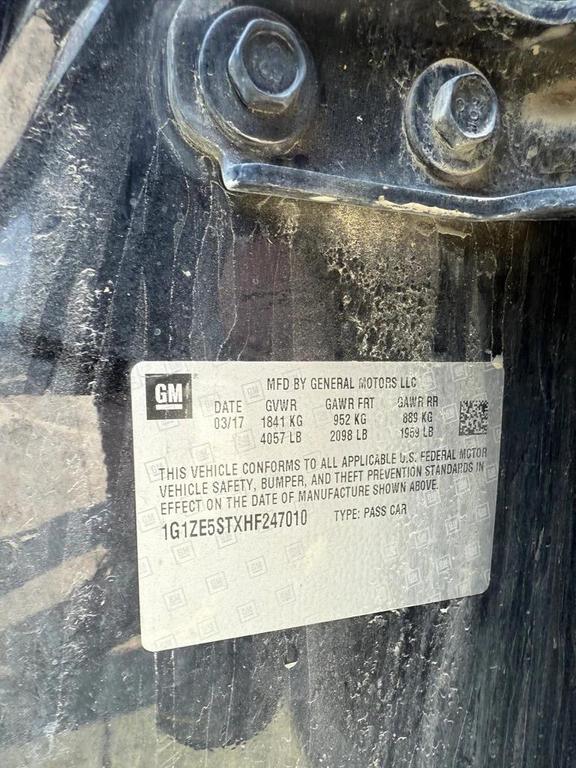 GM
MFD BY GENERAL MOTORS LLC
DATE GVWR GAWR FRT GAWR RR
03/17 1841 KG 952 KG 889 KG
4057 LB 2098 LB 1959 LB
THIS VEHICLE CONFORMS TO ALL APPLICABLE U.S. FEDERAL MOTOR
VEHICLE SAFETY, BUMPER, AND THEFT PREVENTION STANDARDS IN
EFFECT ON THE DATE OF MANUFACTURE SHOWN ABOVE.
1G1ZE5STXHF247010 TYPE: PASS CAR